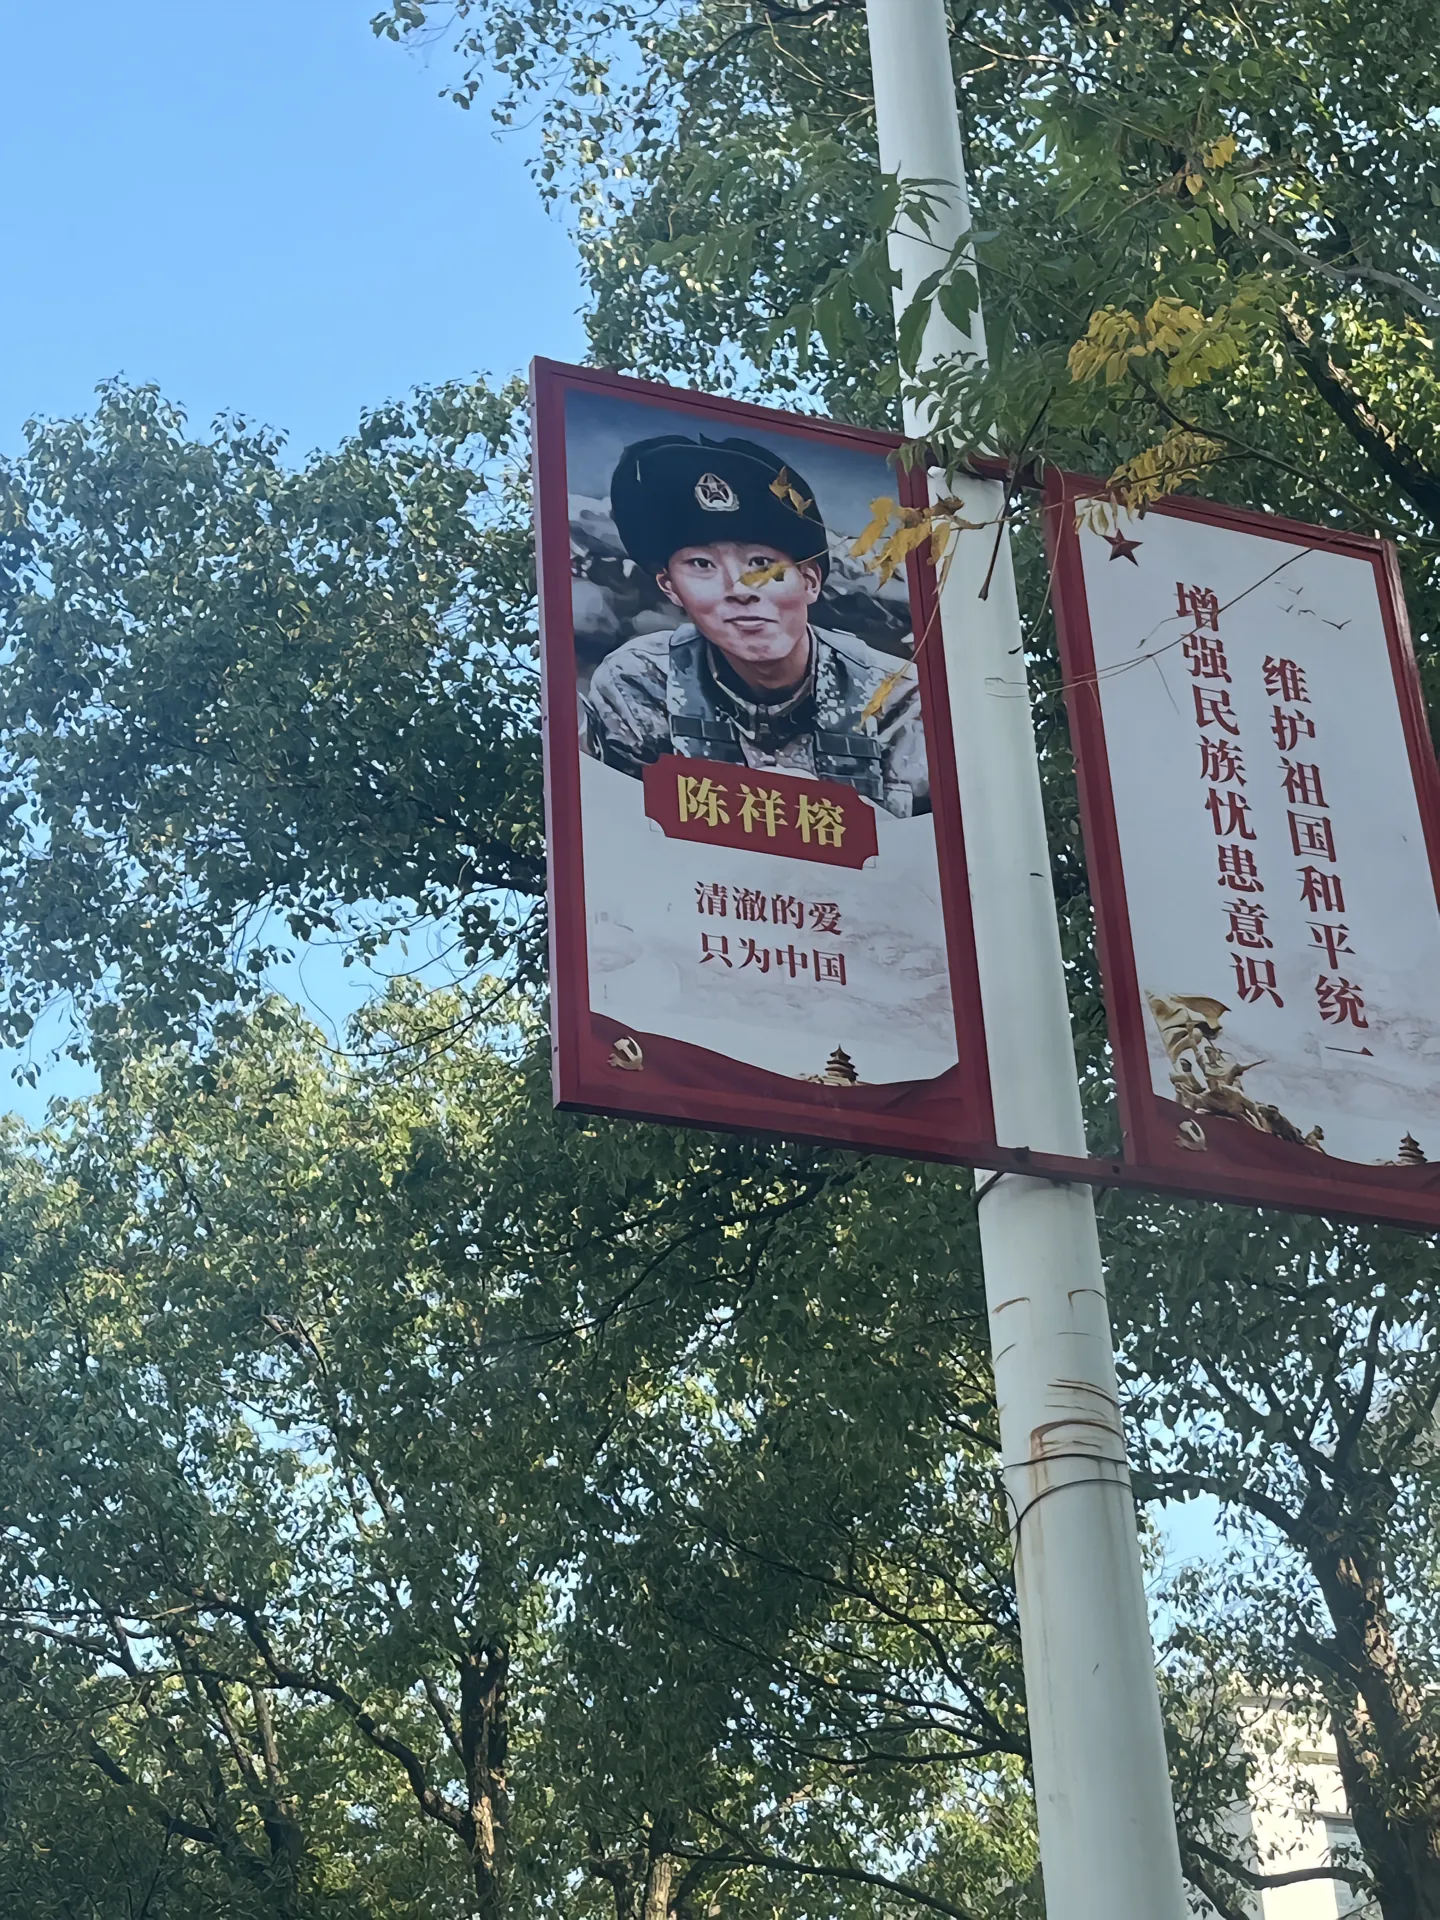 陈祥榕
清澈的爱
只为中国
维护祖国和平统一
增强民族忧患意识